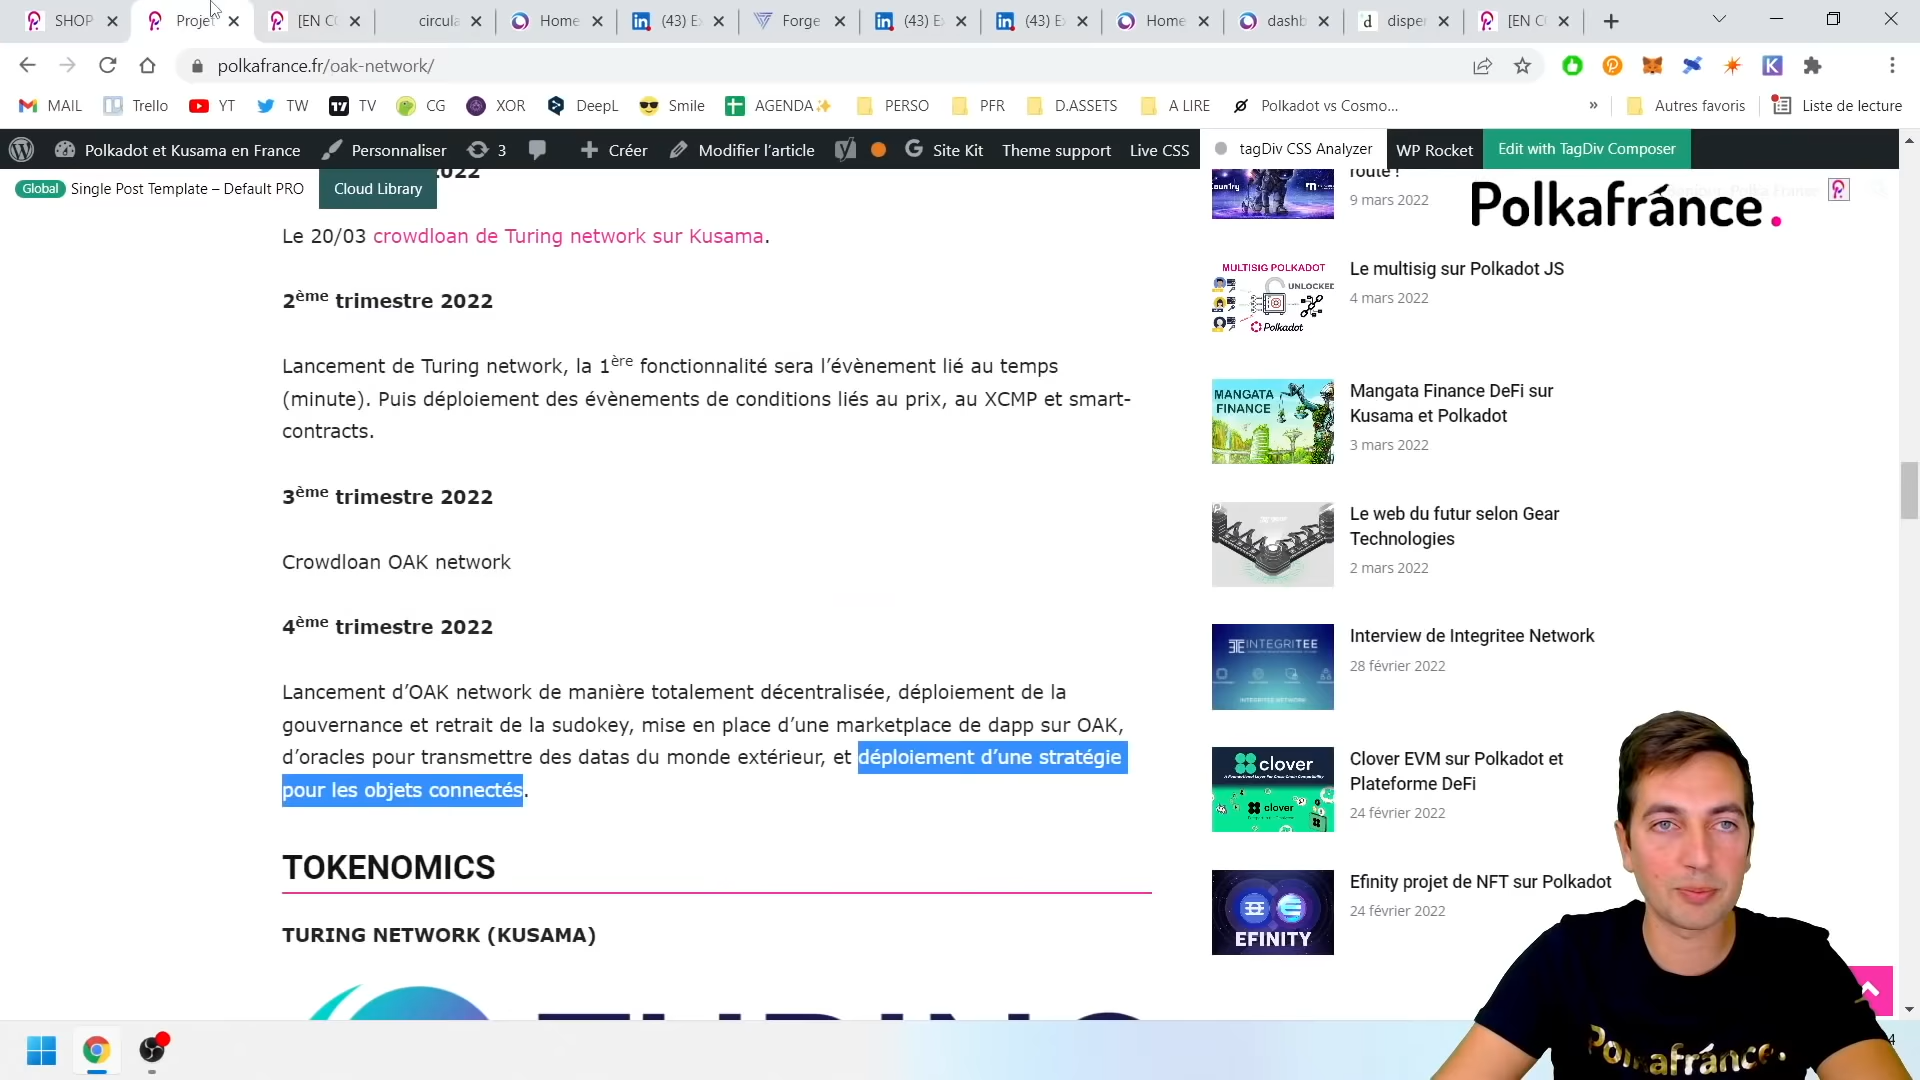 SHOP
Projet
[EN CO
circula
Home
(43) E
Forge
(43) E
(43) E
Home
dashb
disper
[EN C
polkafrance.fr/oak-network/
MAIL
Trello
YT
TW
TV
CG
XOR
DeepL
Smile
AGENDA✨
PERSO
PFR
D.ASSETS
A LIRE
Polkadot vs Cosmo...
»
Autres favoris
Liste de lecture
Polkadot et Kusama en France
Personnaliser
3
Créer
Modifier l'article
Site Kit
Theme support
Live CSS
tagDiv CSS Analyzer
WP Rocket
Edit with TagDiv Composer
Global
Single Post Template – Default PRO
Cloud Library
2022
Le 20/03 crowdloan de Turing network sur Kusama.
2ème trimestre 2022
Lancement de Turing network, la 1ère fonctionnalité sera l'évènement lié au temps
(minute). Puis déploiement des évènements de conditions liés au prix, au XCMP et smart-
contracts.
3ème trimestre 2022
Crowdloan OAK network
4ème trimestre 2022
Lancement d'OAK network de manière totalement décentralisée, déploiement de la
gouvernance et retrait de la sudokey, mise en place d'une marketplace de dapp sur OAK,
d'oracles pour transmettre des datas du monde extérieur, et déploiement d'une stratégie
pour les objets connectés.
TOKENOMICS
TURING NETWORK (KUSAMA)
route !
9 mars 2022
Polkafránce.
MULTISIG POLKADOT
UNLOCKED
Polkadot
Le multisig sur Polkadot JS
4 mars 2022
MANGATA
FINANCE
Mangata Finance DeFi sur
Kusama et Polkadot
3 mars 2022
Le web du futur selon Gear
Technologies
2 mars 2022
INTEGRITEE
Interview de Integritee Network
28 février 2022
clover
clover
Clover EVM sur Polkadot et
Plateforme DeFi
24 février 2022
EFINITY
Efinity projet de NFT sur Polkadot
24 février 2022
Polkafránce.